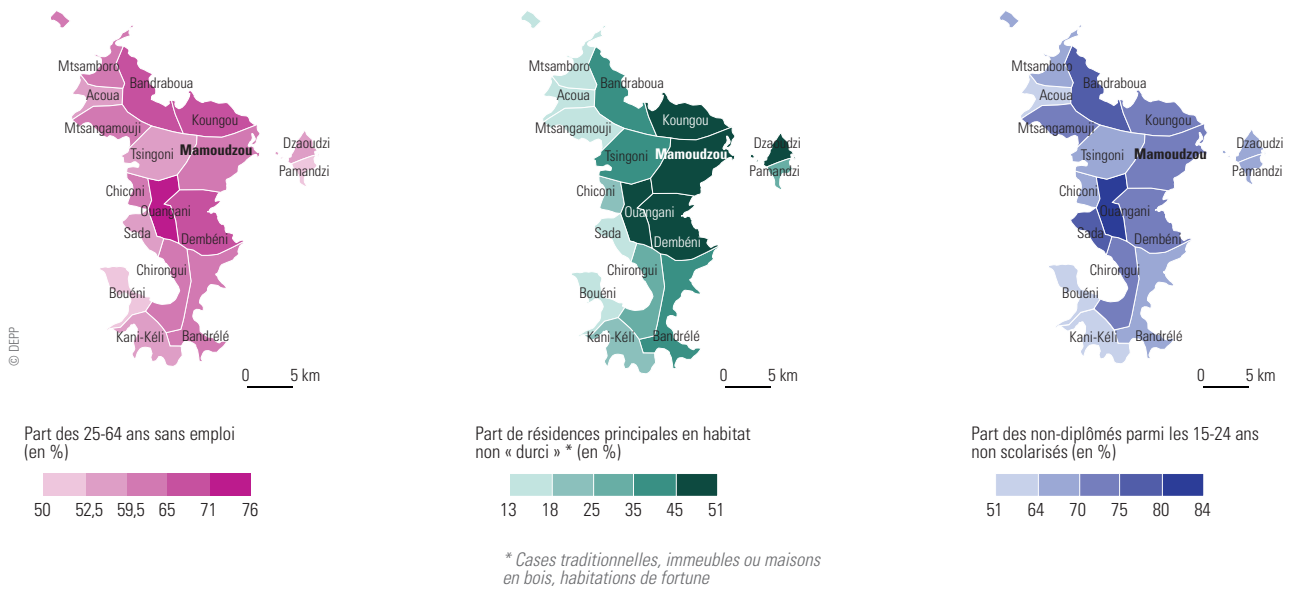 Mtsamboro
Acoua
Mtsangamouji
Bandraboua
Koungou
Tsingoni
Mamoudzou
Dzaoudzi
Pamandzi
Chiconi
Ouangani
Sada
Dembéni
Chirongui
Bouéni
Kani-Kéli
Bandrélé
0 5 km
© DEPP
Part des 25-64 ans sans emploi
(en %)
50 52,5 59,5 65 71 76
Mtsamboro
Acoua
Mtsangamouji
Bandraboua
Koungou
Tsingoni
Mamoudzou
Dzaoudzi
Pamandzi
Chiconi
Ouangani
Sada
Dembéni
Chirongui
Bouéni
Kani-Kéli
Bandrélé
0 5 km
Part de résidences principales en habitat
non « durci » * (en %)
13 18 25 35 45 51
* Cases traditionnelles, immeubles ou maisons
en bois, habitations de fortune
Mtsamboro
Acoua
Mtsangamouji
Bandraboua
Koungou
Tsingoni
Mamoudzou
Dzaoudzi
Pamandzi
Chiconi
Ouangani
Sada
Dembéni
Chirongui
Bouéni
Kani-Kéli
Bandrélé
0 5 km
Part des non-diplômés parmi les 15-24 ans
non scolarisés (en %)
51 64 70 75 80 84